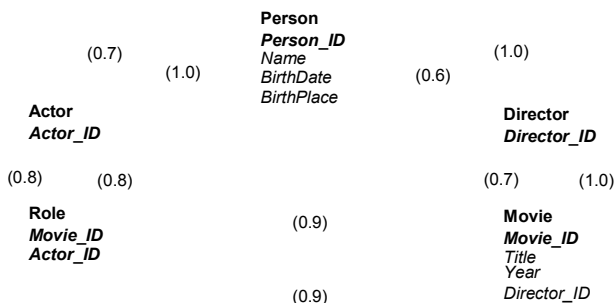 Person
Person_ID
Name
BirthDate
BirthPlace
(0.7)
(1.0)
(0.6)
(1.0)
Actor
Actor_ID
Director
Director_ID
(0.8) (0.8)
(0.7) (1.0)
Role
Movie_ID
Actor_ID
(0.9)
Movie
Movie_ID
Title
Year
Director_ID
(0.9)